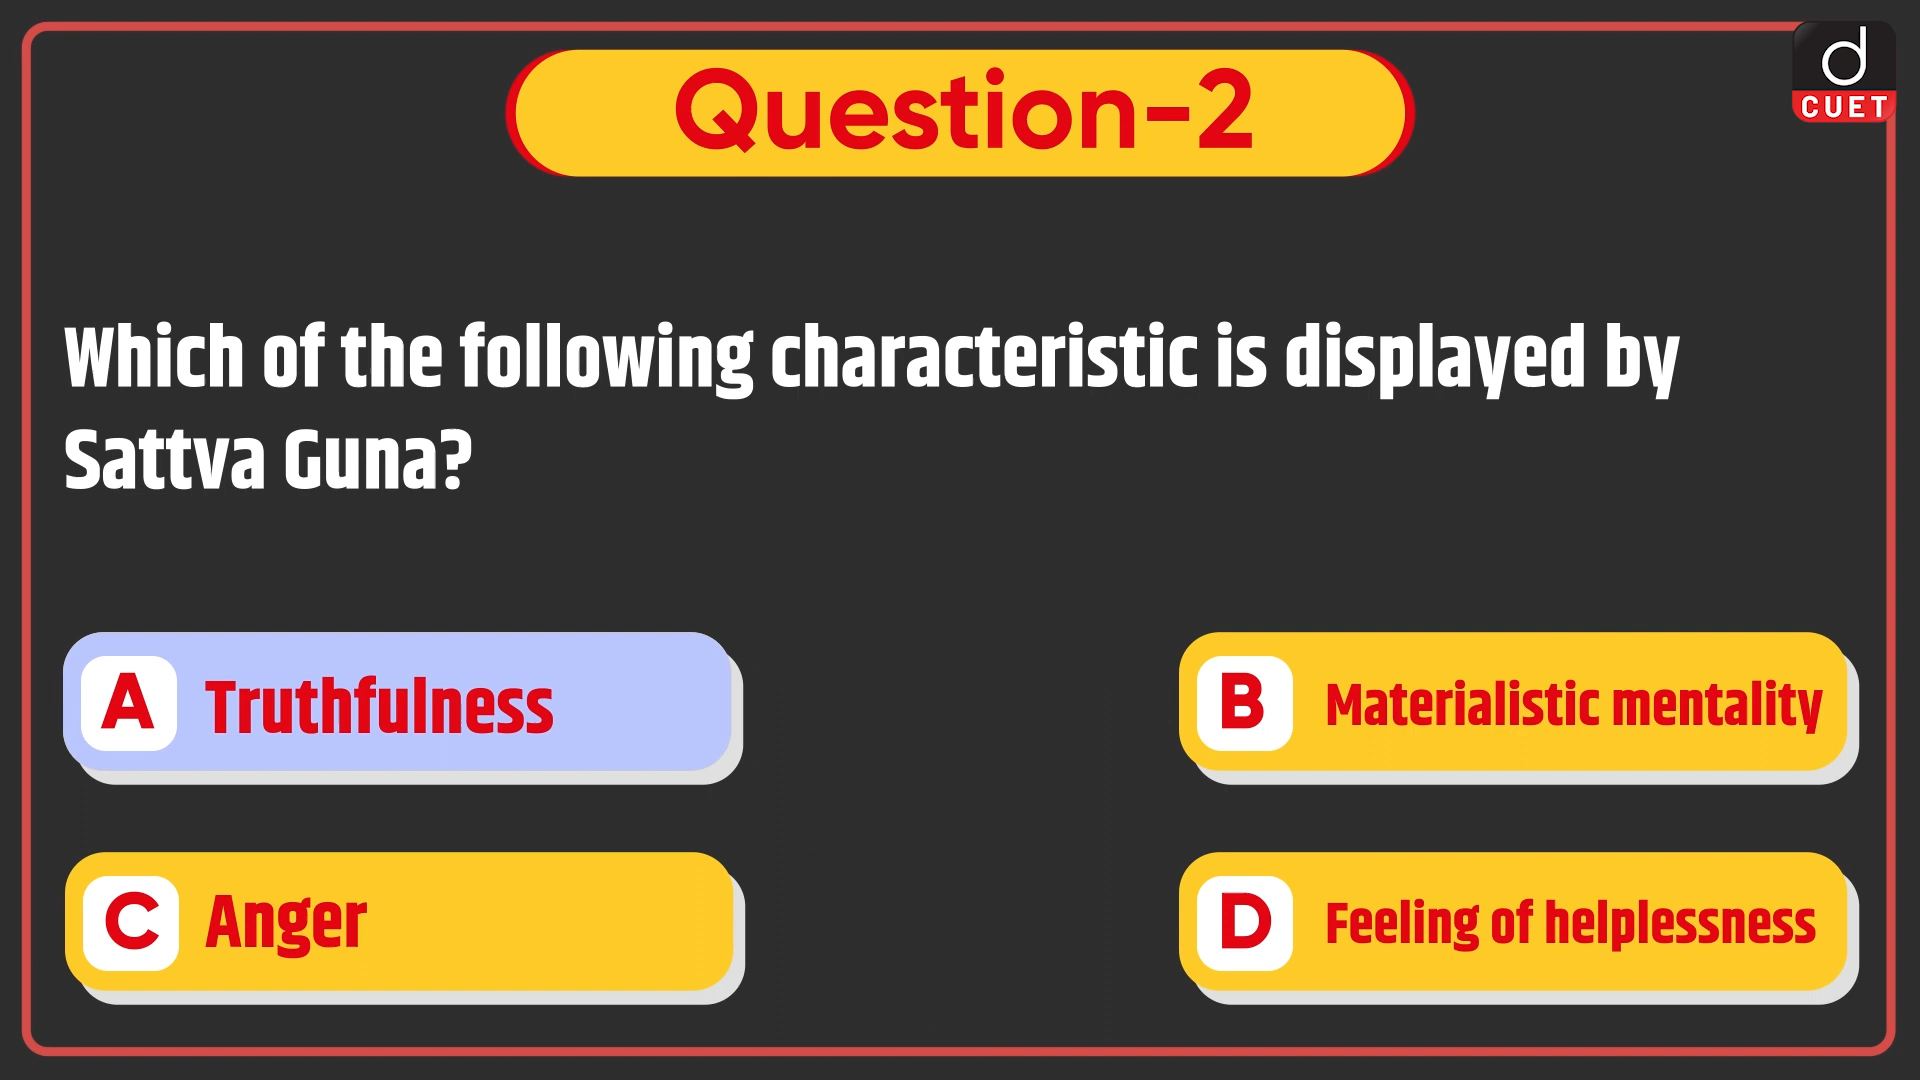 d
CUET
Question-2
Which of the following characteristic is displayed by
Sattva Guna?
A Truthfulness
B Materialistic mentality
C Anger
D Feeling of helplessness